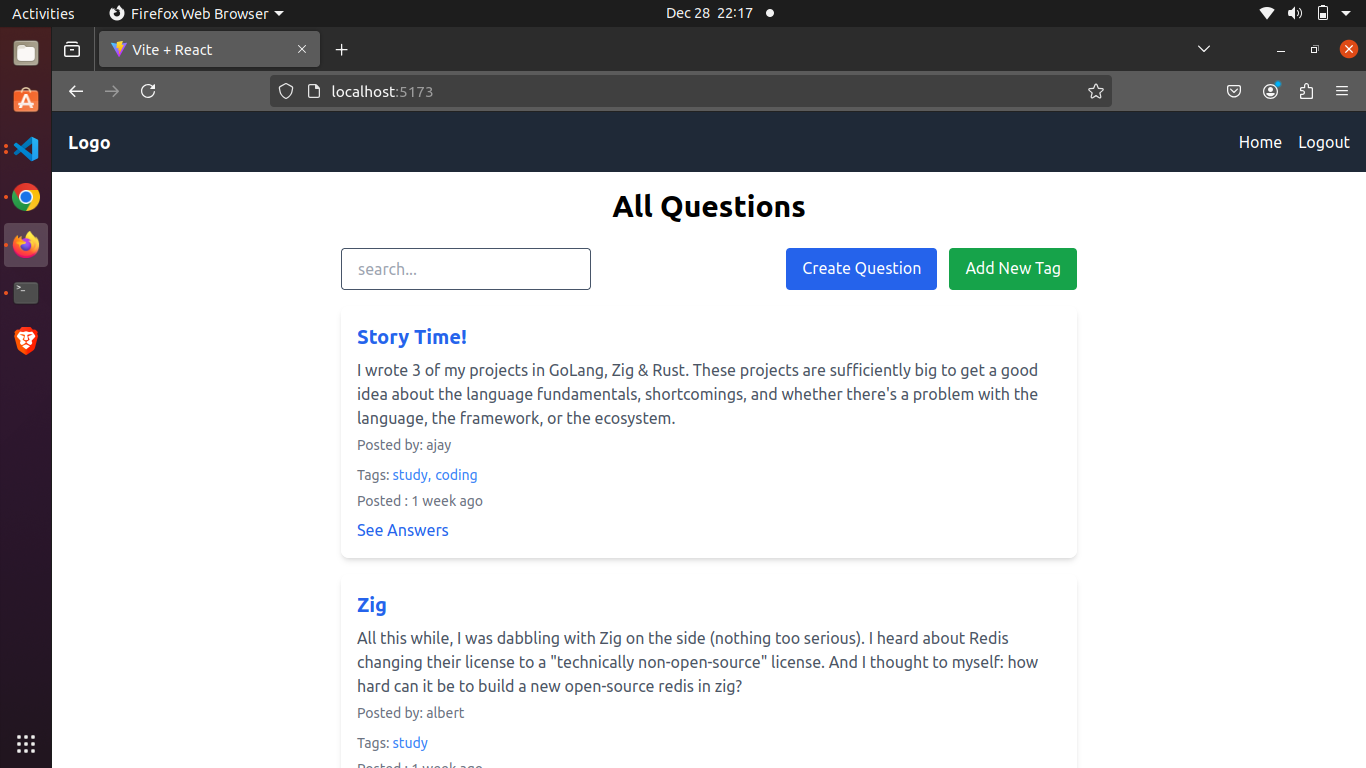 Activities Firefox Web Browser Dec 28 22:17
Vite + React
localhost:5173
Logo Home Logout
All Questions
search... Create Question Add New Tag
Story Time!
I wrote 3 of my projects in GoLang, Zig & Rust. These projects are sufficiently big to get a good
idea about the language fundamentals, shortcomings, and whether there's a problem with the
language, the framework, or the ecosystem.
Posted by: ajay
Tags: study, coding
Posted : 1 week ago
See Answers
Zig
All this while, I was dabbling with Zig on the side (nothing too serious). I heard about Redis
changing their license to a "technically non-open-source" license. And I thought to myself: how
hard can it be to build a new open-source redis in zig?
Posted by: albert
Tags: study
Posted : 1 week ago